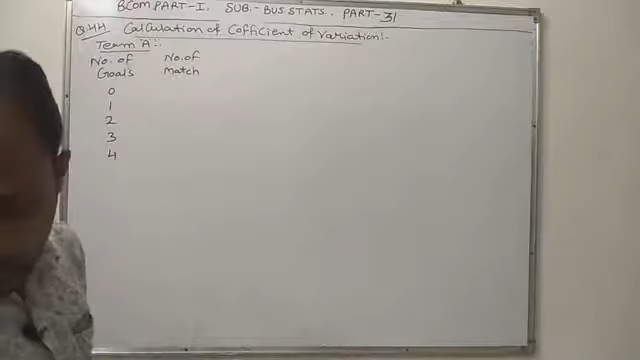 BCOM PART-I. SUB.- BUS.STATS. PART-31
Q.44 Calculation of Cofficient of Variation:-
Team 'A':-
No. of No. of
Goals Match
0
1
2
3
4